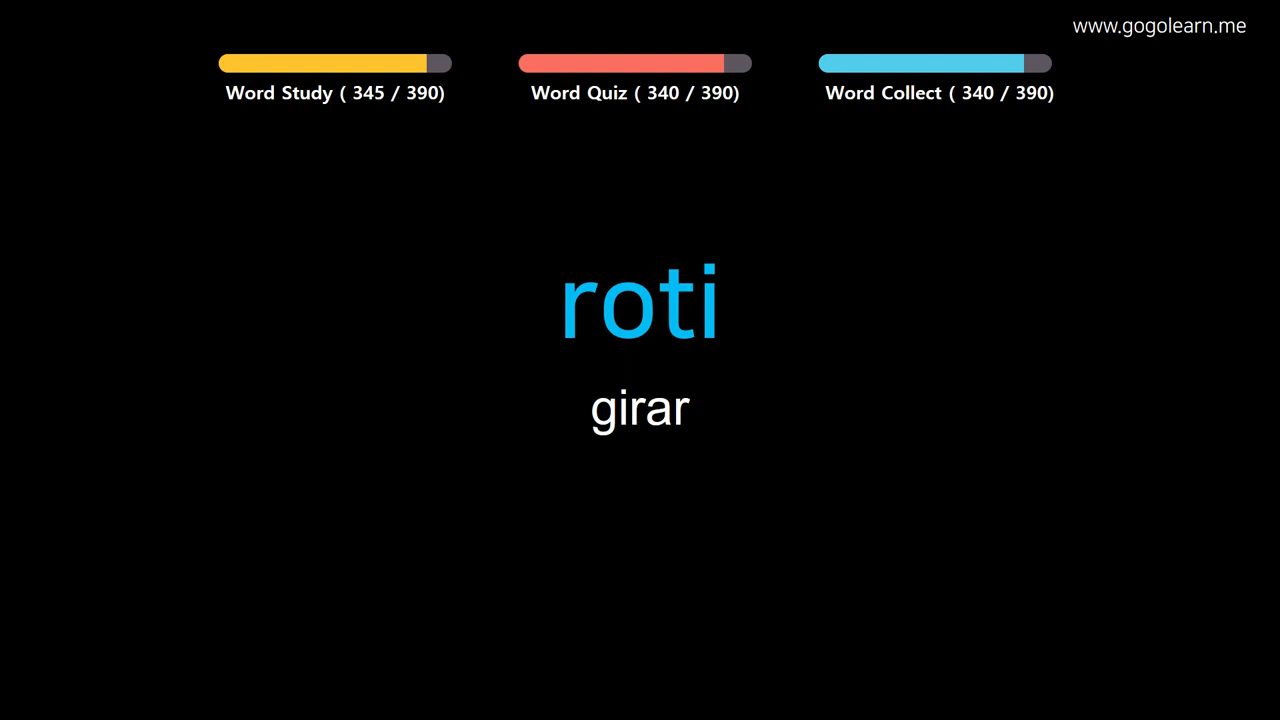 www.gogolearn.me
Word Study ( 345 / 390)
Word Quiz ( 340 / 390)
Word Collect ( 340 / 390)
roti
girar